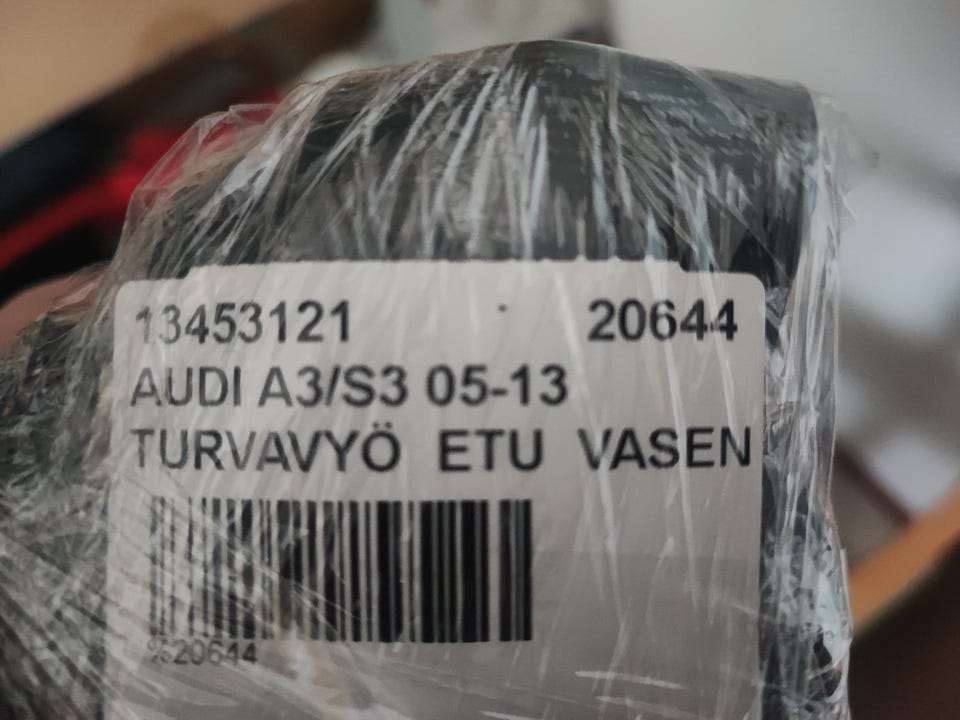 13453121 20644
AUDI A3/S3 05-13
TURVAVYÖ ETU VASEN
%20644